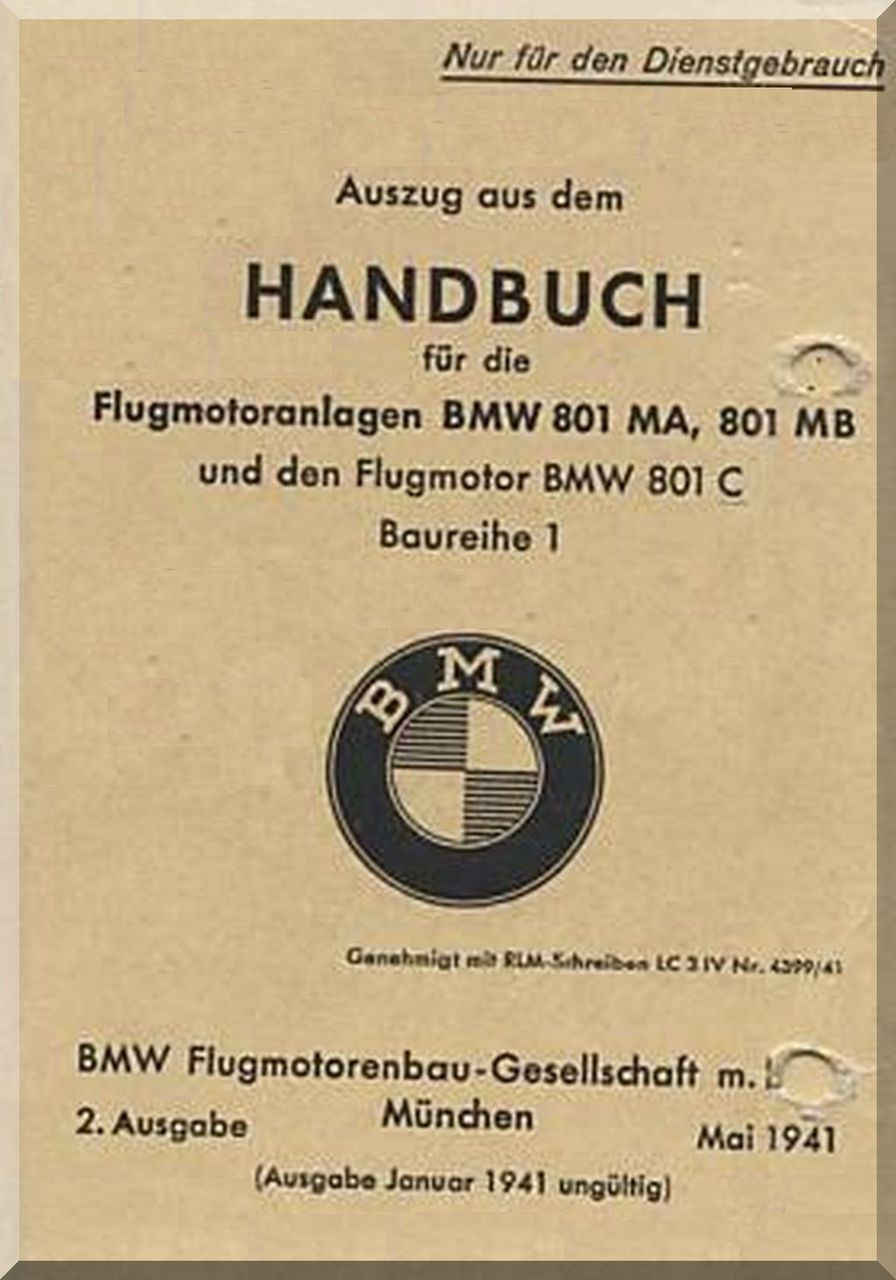 Nur für den Dienstgebrauch
Auszug aus dem
HANDBUCH
für die
Flugmotoranlagen BMW 801 MA, 801 MB
und den Flugmotor BMW 801 C
Baureihe 1
BMW
Genehmigt mit RLM-Schreiben LC 3 IV Nr. 4399/41
BMW Flugmotorenbau-Gesellschaft m.
München
2. Ausgabe
Mai 1941
(Ausgabe Januar 1941 ungültig)